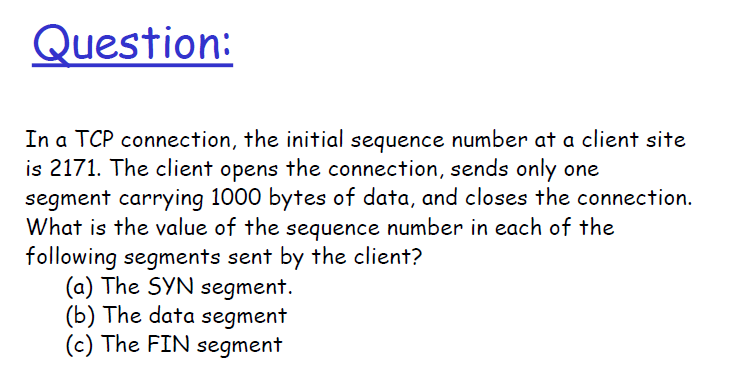 Question:
In a TCP connection, the initial sequence number at a client site
is 2171. The client opens the connection, sends only one
segment carrying 1000 bytes of data, and closes the connection.
What is the value of the sequence number in each of the
following segments sent by the client?
(a) The SYN segment.
(b) The data segment
(c) The FIN segment